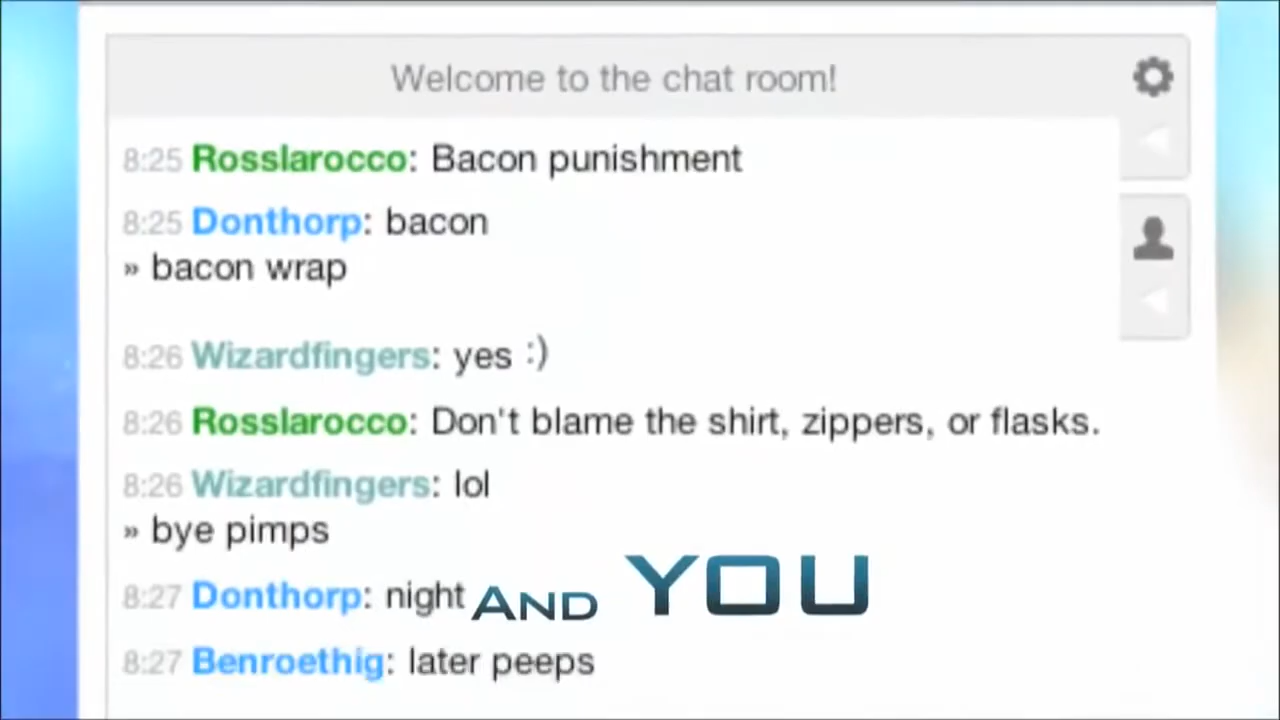 Welcome to the chat room!
8:25 Rosslarocco: Bacon punishment
8:25 Donthorp: bacon
» bacon wrap
8:26 Wizardfingers: yes :)
8:26 Rosslarocco: Don't blame the shirt, zippers, or flasks.
8:26 Wizardfingers: lol
» bye pimps
8:27 Donthorp: night
AND YOU
8:27 Benroethig: later peeps